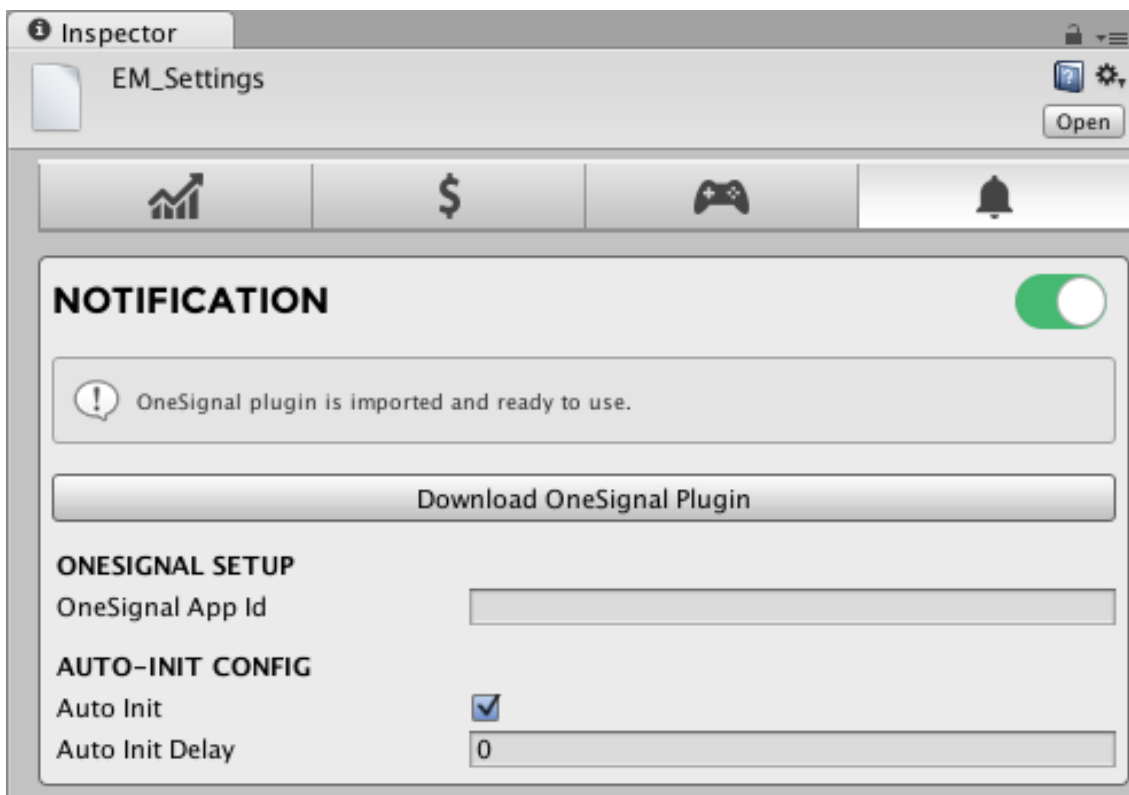 Inspector
EM_Settings
Open
$
NOTIFICATION
OneSignal plugin is imported and ready to use.
Download OneSignal Plugin
ONESIGNAL SETUP
OneSignal App Id
AUTO-INIT CONFIG
Auto Init
Auto Init Delay 0